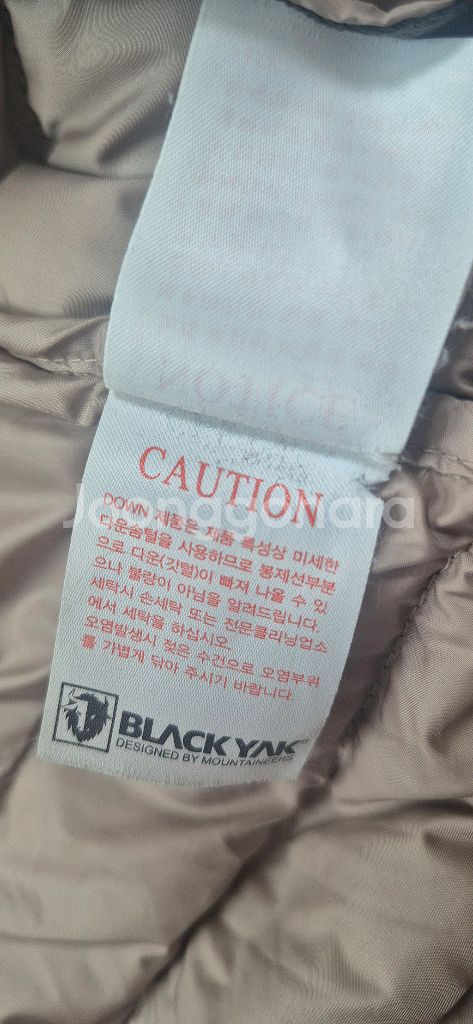 CAUTION
DOWN 제품은 제품 특성상 미세한
다운솜털을 사용하므로 봉제선부분
으로 다운(깃털)이 빠져 나올 수 있
으나 불량이 아님을 알려드립니다.
세탁시 손세탁 또는 전문클리닝업소
에서 세탁을 하십시오.
오염발생시 젖은 수건으로 오염부위
를 가볍게 닦아 주시기 바랍니다.
BLACKYAK
DESIGNED BY MOUNTAINEERS
JoonggoNara